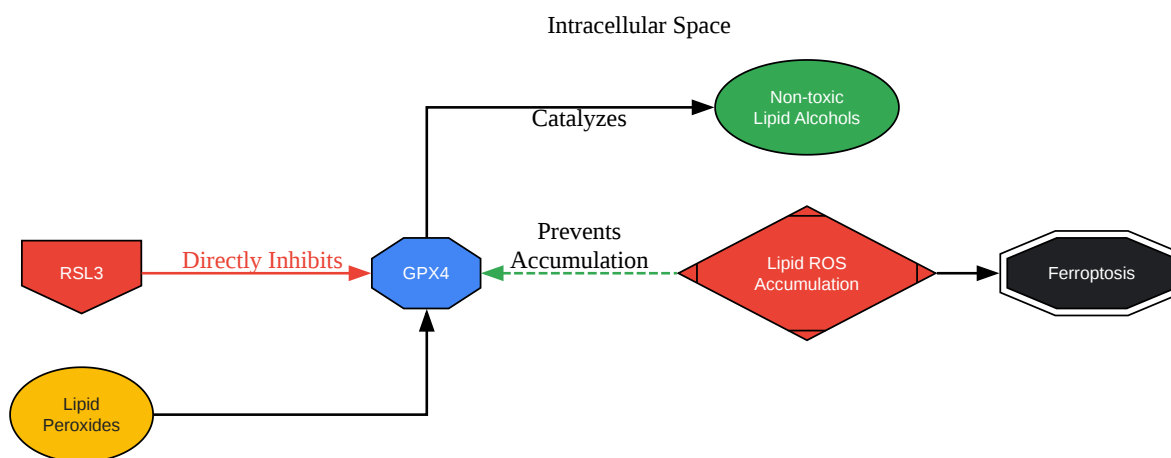 Intracellular Space
Non-toxic
Lipid Alcohols
Catalyzes
Prevents
Accumulation
RSL3
Directly Inhibits
GPX4
Lipid ROS
Accumulation
Ferroptosis
Lipid
Peroxides